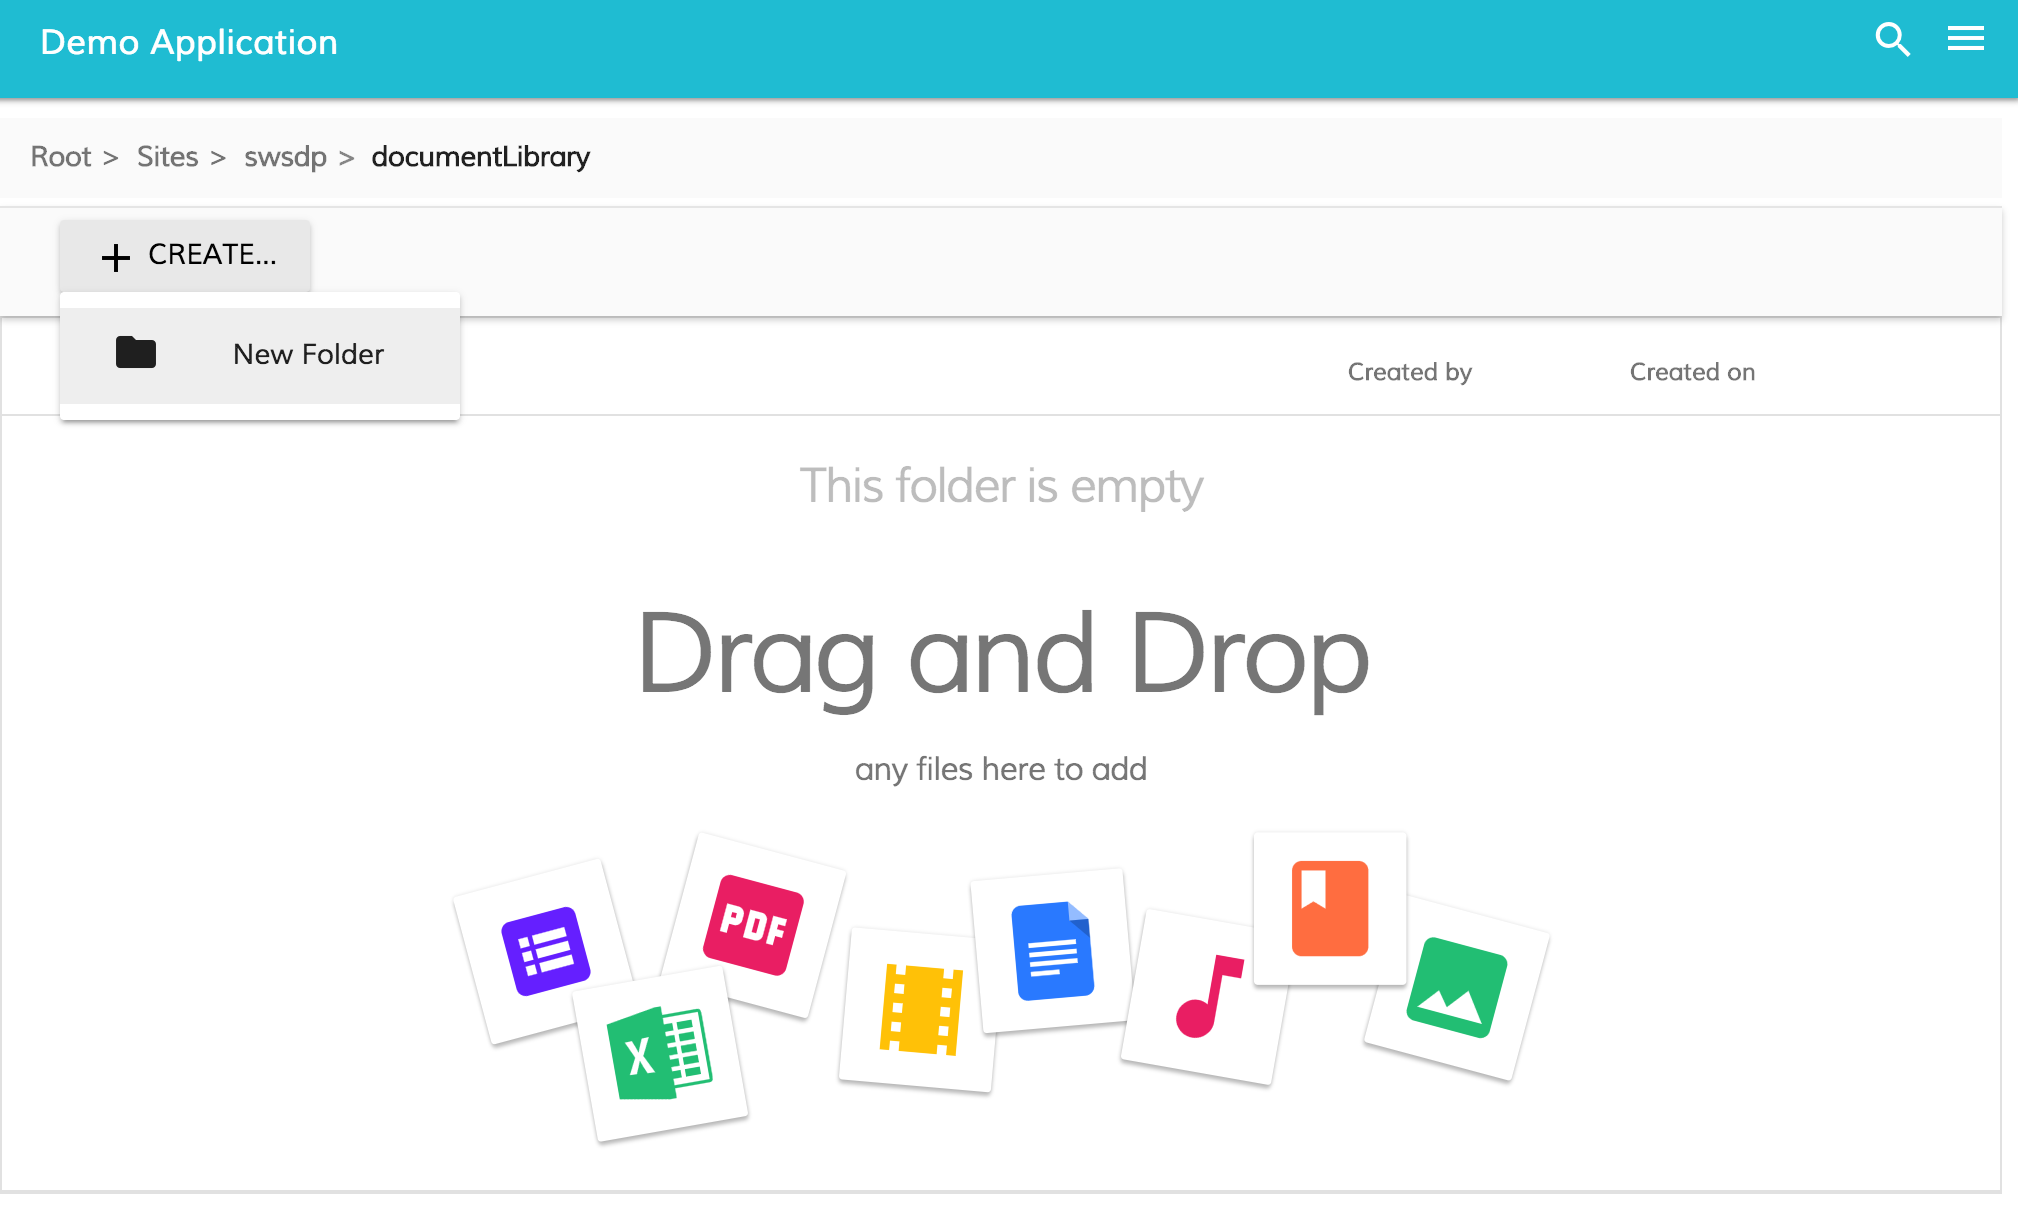 Demo Application
Root > Sites > swsdp > documentLibrary
CREATE...
New Folder
Created by Created on
This folder is empty
Drag and Drop
any files here to add
PDF
X